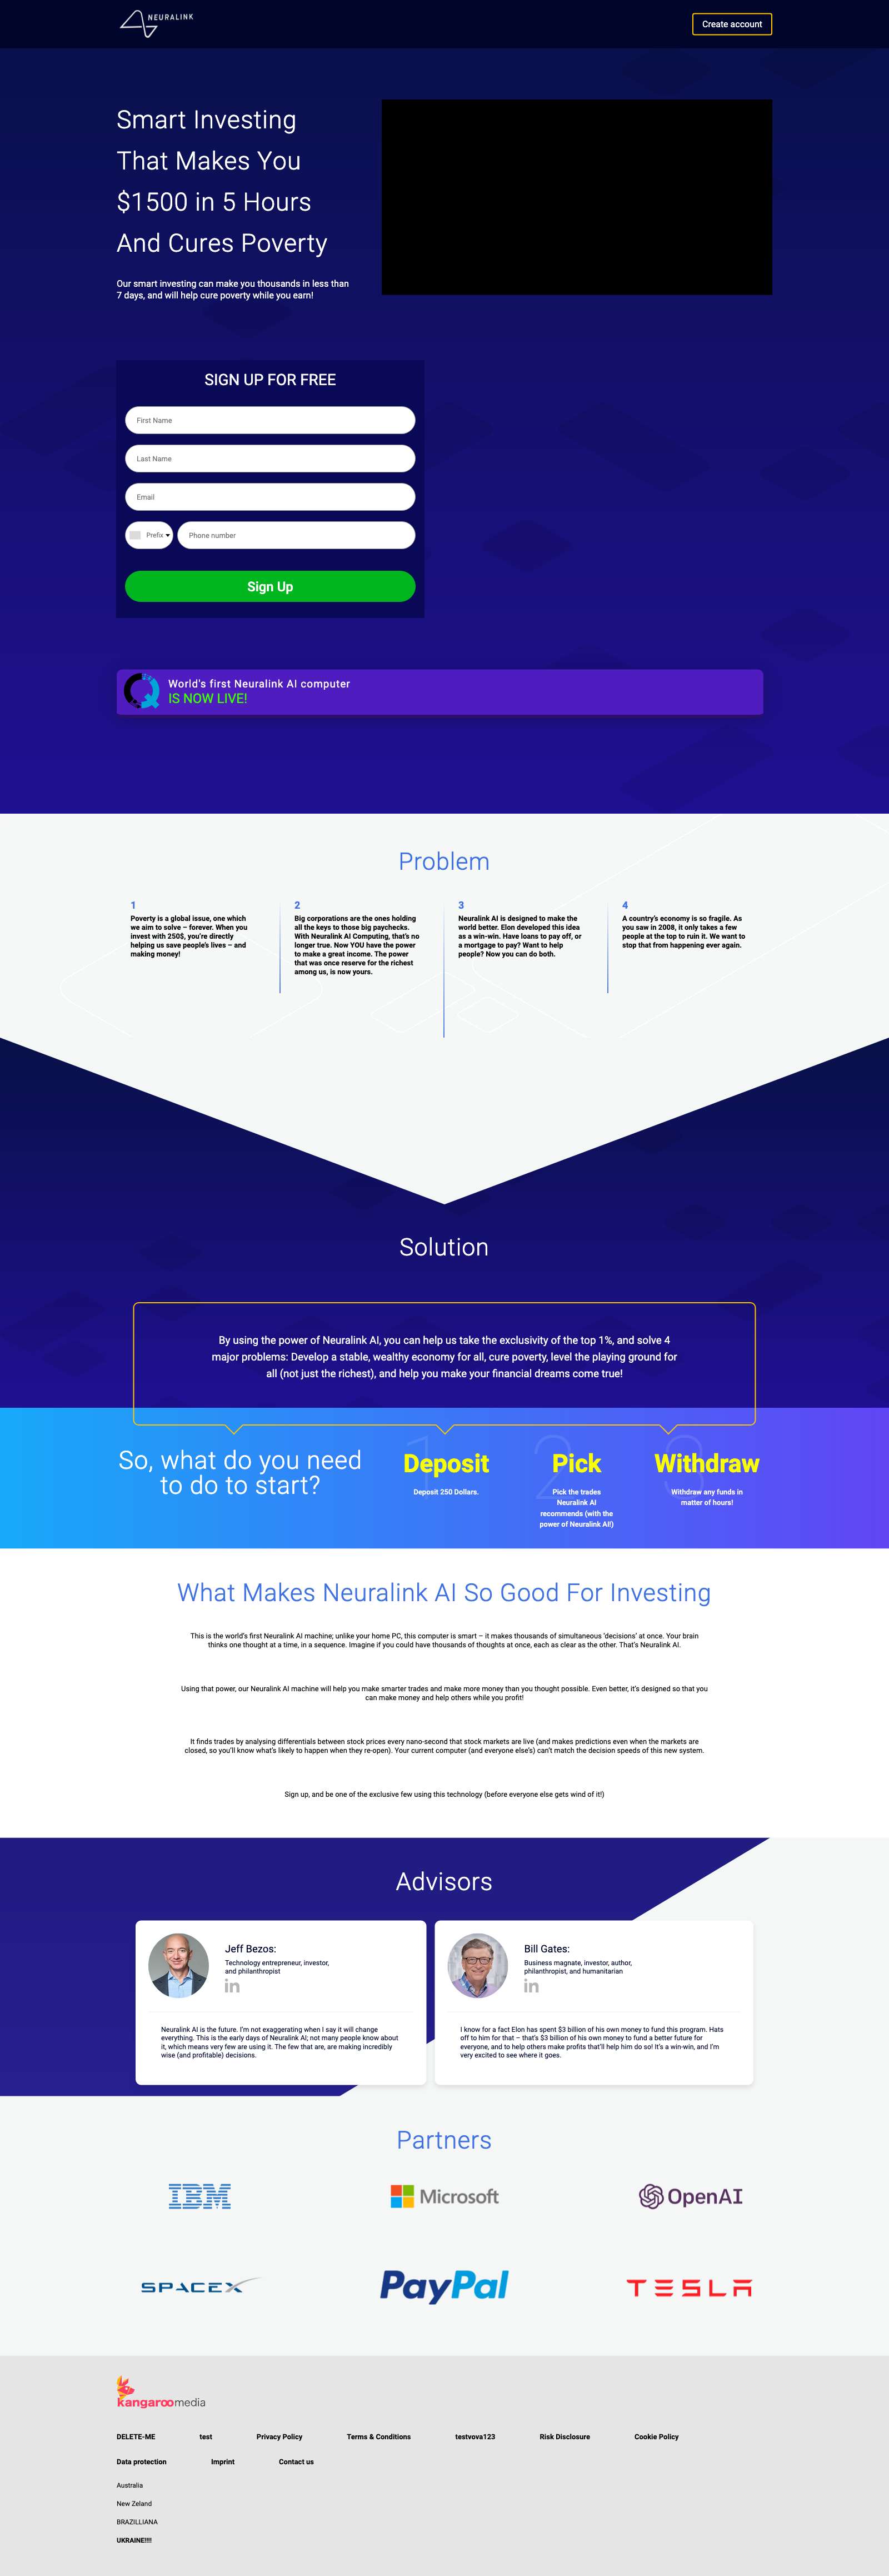 NEURALINK
Create account
Smart Investing
That Makes You
$1500 in 5 Hours
And Cures Poverty
Our smart investing can make you thousands in less than
7 days, and will help cure poverty while you earn!
SIGN UP FOR FREE
First Name
Last Name
Email
Prefix
Phone number
Sign Up
World's first Neuralink AI computer
IS NOW LIVE!
Problem
1
Poverty is a global issue, one which
we aim to solve – forever. When you
invest with 250$, you're directly
helping us save people's lives – and
making money!
2
Big corporations are the ones holding
all the keys to those big paychecks.
With Neuralink AI Computing, that's no
longer true. Now YOU have the power
to make a great income. The power
that was once reserve for the richest
among us, is now yours.
3
Neuralink AI is designed to make the
world better. Elon developed this idea
as a win-win. Have loans to pay off, or
a mortgage to pay? Want to help
people? Now you can do both.
4
A country's economy is so fragile. As
you saw in 2008, it only takes a few
people at the top to ruin it. We want to
stop that from happening ever again.
Solution
By using the power of Neuralink AI, you can help us take the exclusivity of the top 1%, and solve 4
major problems: Develop a stable, wealthy economy for all, cure poverty, level the playing ground for
all (not just the richest), and help you make your financial dreams come true!
So, what do you need
to do to start?
1
Deposit
Deposit 250 Dollars.
2
Pick
Pick the trades
Neuralink AI
recommends (with the
power of Neuralink AI!)
3
Withdraw
Withdraw any funds in
matter of hours!
What Makes Neuralink AI So Good For Investing
This is the world's first Neuralink AI machine; unlike your home PC, this computer is smart – it makes thousands of simultaneous 'decisions' at once. Your brain
thinks one thought at a time, in a sequence. Imagine if you could have thousands of thoughts at once, each as clear as the other. That's Neuralink AI.
Using that power, our Neuralink AI machine will help you make smarter trades and make more money than you thought possible. Even better, it's designed so that you
can make money and help others while you profit!
It finds trades by analysing differentials between stock prices every nano-second that stock markets are live (and makes predictions even when the markets are
closed, so you'll know what's likely to happen when they re-open). Your current computer (and everyone else's) can't match the decision speeds of this new system.
Sign up, and be one of the exclusive few using this technology (before everyone else gets wind of it!)
Advisors
Jeff Bezos:
Technology entrepreneur, investor,
and philanthropist
in
Neuralink AI is the future. I'm not exaggerating when I say it will change
everything. This is the early days of Neuralink AI; not many people know about
it, which means very few are using it. The few that are, are making incredibly
wise (and profitable) decisions.
Bill Gates:
Business magnate, investor, author,
philanthropist, and humanitarian
in
I know for a fact Elon has spent $3 billion of his own money to fund this program. Hats
off to him for that – that's $3 billion of his own money to fund a better future for
everyone, and to help others make profits that'll help him do so! It's a win-win, and I'm
very excited to see where it goes.
Partners
IBM
Microsoft
OpenAI
SPACEX
PayPal
TESLA
kangaroomedia
DELETE-ME
test
Privacy Policy
Terms & Conditions
testvova123
Risk Disclosure
Cookie Policy
Data protection
Imprint
Contact us
Australia
New Zeland
BRAZILLIANA
UKRAINE!!!!